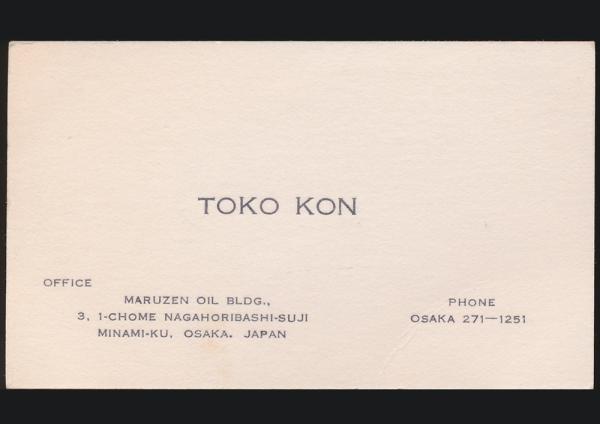 TOKO KON
OFFICE
MARUZEN OIL BLDG.,
3, 1-CHOME NAGAHORIBASHI-SUJI
MINAMI-KU, OSAKA. JAPAN
PHONE
OSAKA 271—1251